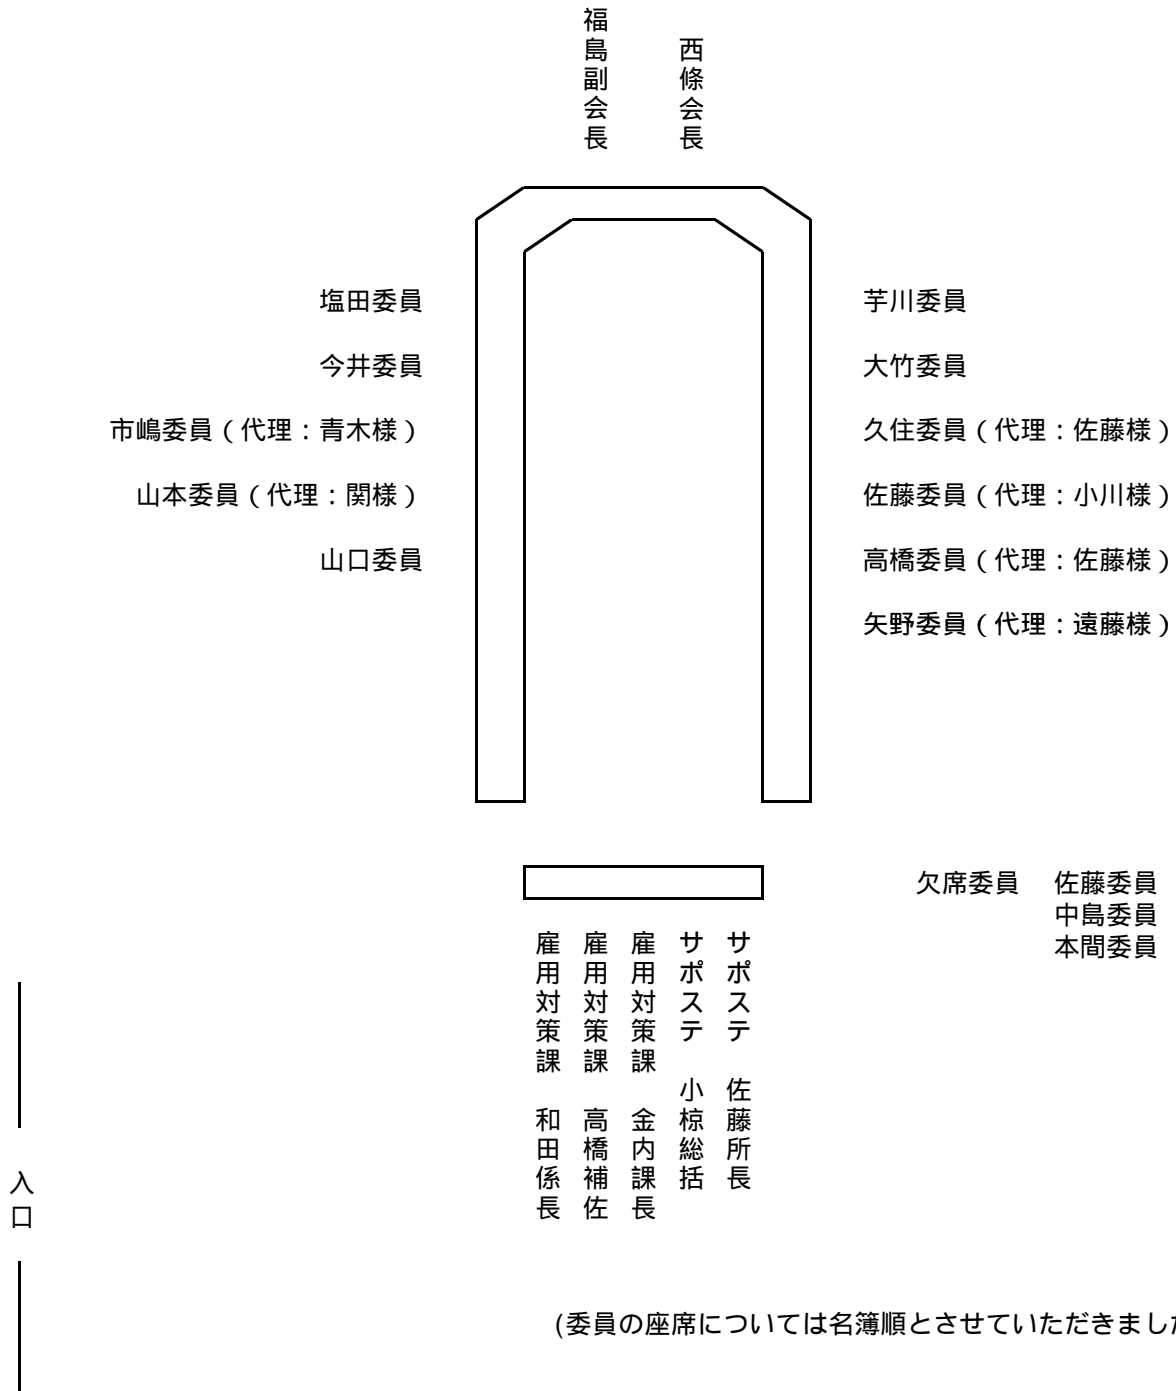 福島副会長
西條会長
塩田委員
今井委員
市嶋委員（代理：青木様）
山本委員（代理：関様）
山口委員
芋川委員
大竹委員
久住委員（代理：佐藤様）
佐藤委員（代理：小川様）
高橋委員（代理：佐藤様）
矢野委員（代理：遠藤様）
欠席委員　佐藤委員
中島委員
本間委員
サポステ　佐藤所長
サポステ　小椋総括
雇用対策課　金内課長
雇用対策課　高橋補佐
雇用対策課　和田係長
入口
(委員の座席については名簿順とさせていただきまし